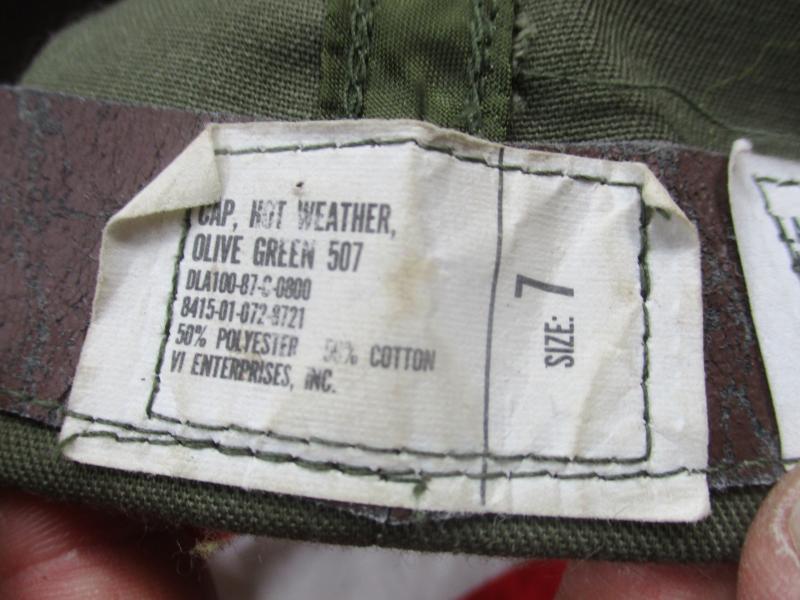 CAP, HOT WEATHER,
OLIVE GREEN 507
DLA100-87-C-0800
8415-01-072-8721
50% POLYESTER 50% COTTON
VI ENTERPRISES, INC.
SIZE: 7